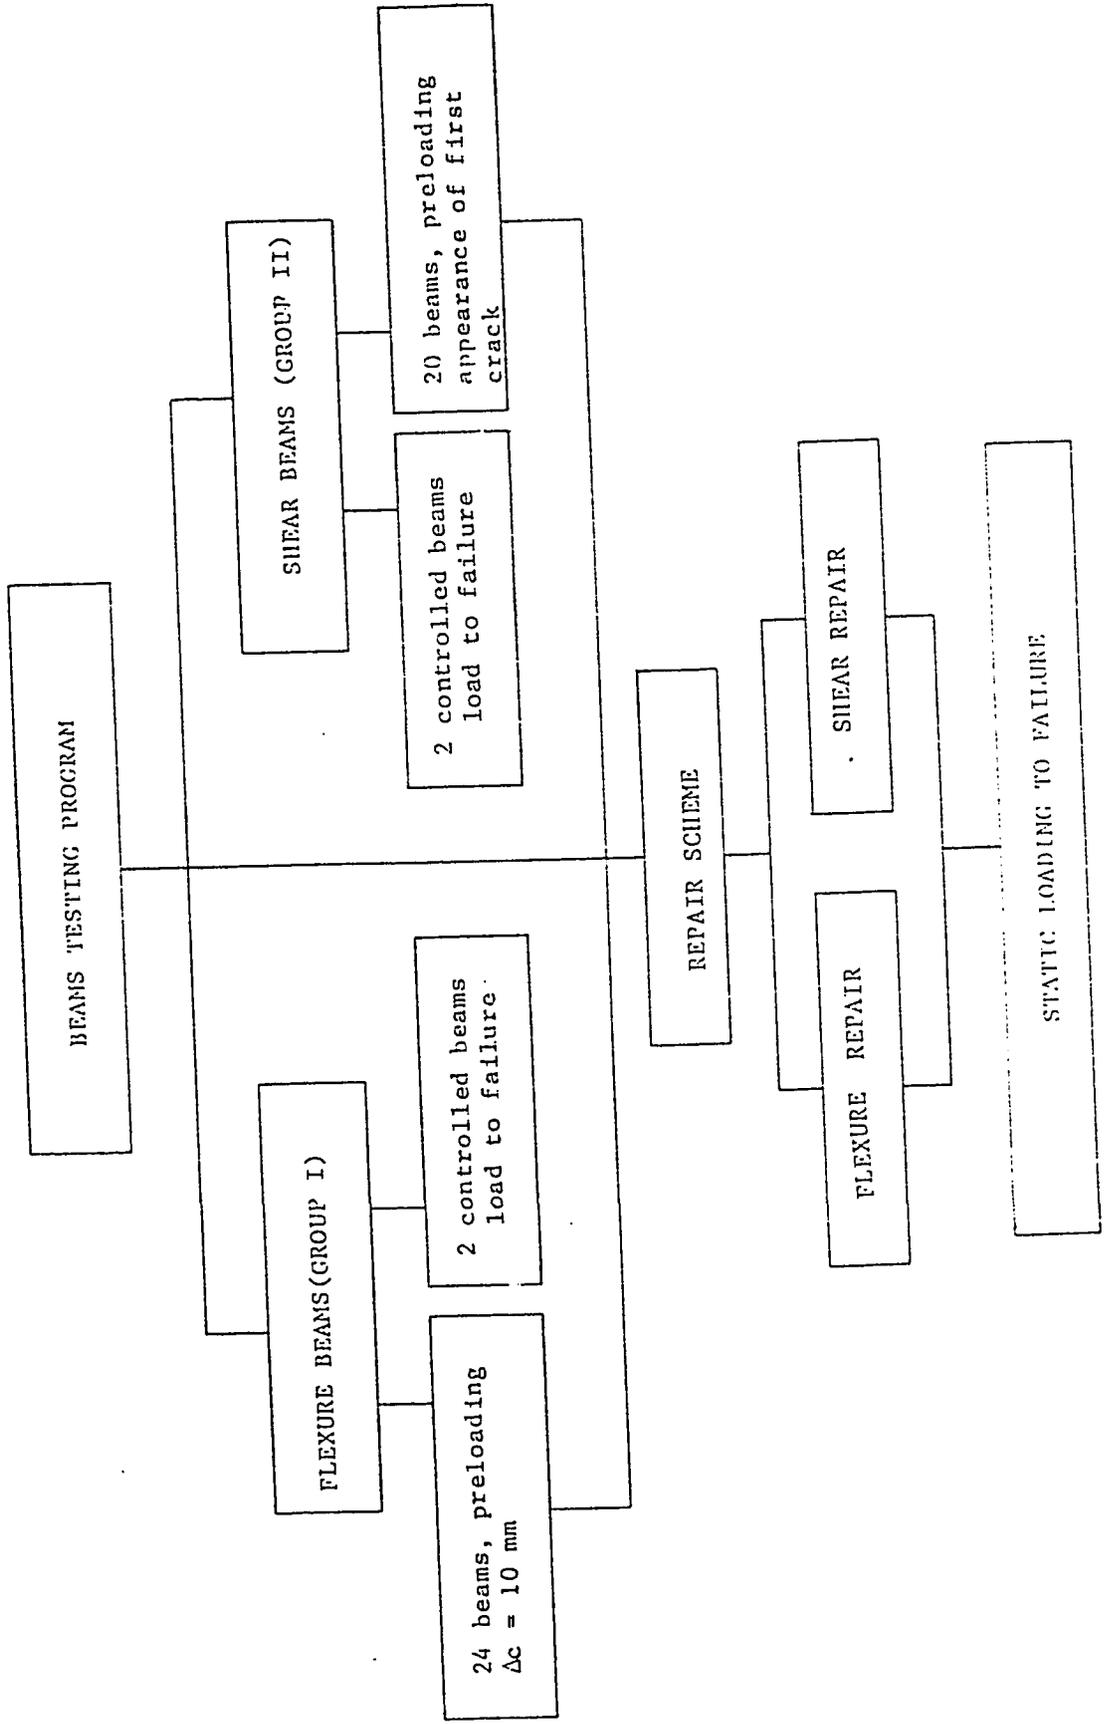 BEAMS TESTING PROGRAM
FLEXURE BEAMS(GROUP I)
SHEAR BEAMS (GROUP II)
24 beams, preloading
Δc = 10 mm
2 controlled beams
load to failure
2 controlled beams
load to failure
20 beams, preloading
appearance of first
crack
REPAIR SCHEME
FLEXURE REPAIR
SHEAR REPAIR
STATIC LOADING TO FAILURE